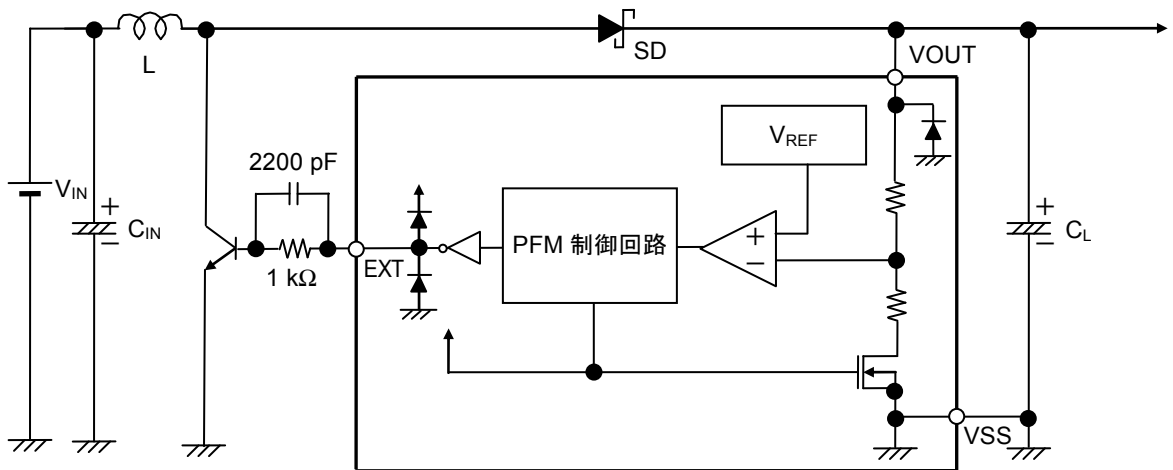 L
SD
VOUT
VREF
2200 pF
VIN
+
CIN
−
1 kΩ
EXT
PFM 制御回路
+
−
+
CL
−
VSS